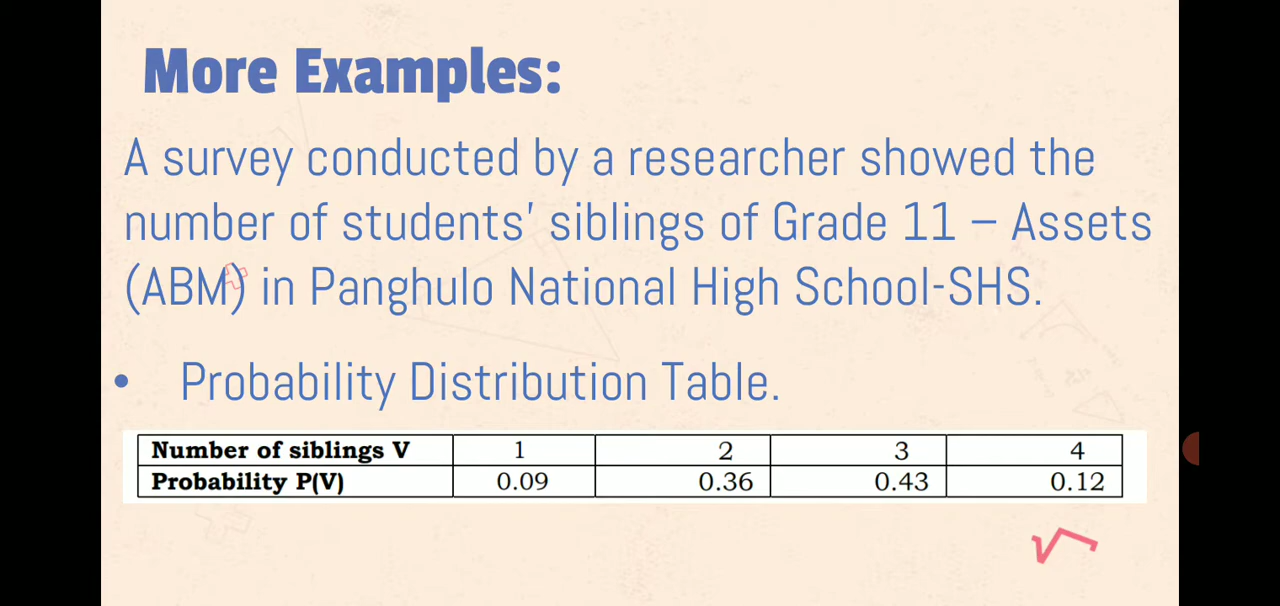 More Examples:
A survey conducted by a researcher showed the
number of students’ siblings of Grade 11 – Assets
(ABM) in Panghulo National High School-SHS.
• Probability Distribution Table.
Number of siblings V 1 2 3 4
Probability P(V) 0.09 0.36 0.43 0.12